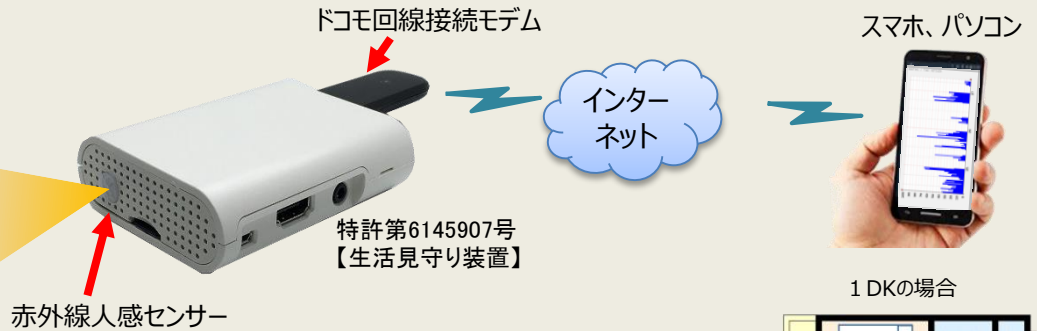 ドコモ回線接続モデム
スマホ、パソコン
インター
ネット
特許第6145907号
【生活見守り装置】
赤外線人感センサー
１DKの場合